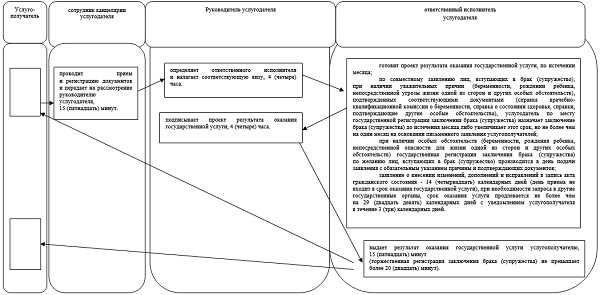 Услуго-
получатель
сотрудник канцелярии
услугодателя
Руководитель услугодателя
ответственный исполнитель
услугодателя
проводит прием
и регистрацию документов
и передает на рассмотрение
руководителю
услугодателя,
15 (пятнадцать) минут.
определяет ответственного исполнителя
и налагает соответствующую визу, 4 (четыре)
часа.
подписывает проект результата оказания
государственной услуги, 4 (четыре) часа.
готовит проект результата оказания государственной услуги, по истечении
месяца;
по совместному заявлению лиц, вступающих в брак (супружество),
при наличии уважительных причин (беременности, рождении ребенка,
непосредственной угрозы жизни одной из сторон и других особых обстоятельств),
подтвержденных соответствующими документами (справка врачебно-
квалификационной комиссии о беременности, справка о состоянии здоровья, справки,
подтверждающие другие особые обстоятельства), услугодатель по месту
государственной регистрации заключения брака (супружества) назначает заключение
брака (супружества) до истечения месяца либо увеличивает этот срок, но не более чем
на один месяц на основании письменного заявления услугополучателей;
при наличии особых обстоятельств (беременности, рождения ребенка,
непосредственной опасности для жизни одной из сторон и других особых
обстоятельств) государственная регистрация заключения брака (супружества)
по желанию лиц, вступающих в брак (супружество) производится в день подачи
заявления с обязательным указанием причины и подтверждающих документов;
заявление о внесении изменений, дополнений и исправлений в запись акта
гражданского состояния - 14 (четырнадцать) календарных дней (день приема не
входит в срок оказания государственной услуги), при необходимости запроса в другие
государственные органы, срок оказания услуги продлевается не более чем
на 29 (двадцать девять) календарных дней с уведомлением услугополучателя
в течение 3 (три) календарных дней.
выдает результат оказания государственной услуги услугополучателю,
15 (пятнадцать) минут
(торжественная регистрация заключения брака (супружества) не превышает
более 20 (двадцать) минут).